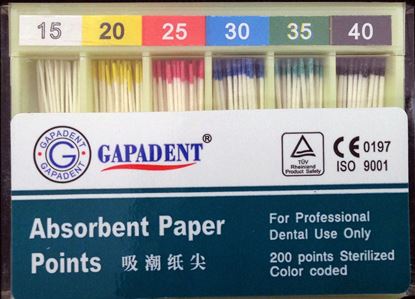 15 20 25 30 35 40
GAPADENT
G
GAPADENT
GAPADENT®
TÜV
Rheinland
Product Safety
CE 0197
ISO 9001
Absorbent Paper
Points 吸潮纸尖
For Professional
Dental Use Only
200 points Sterilized
Color coded